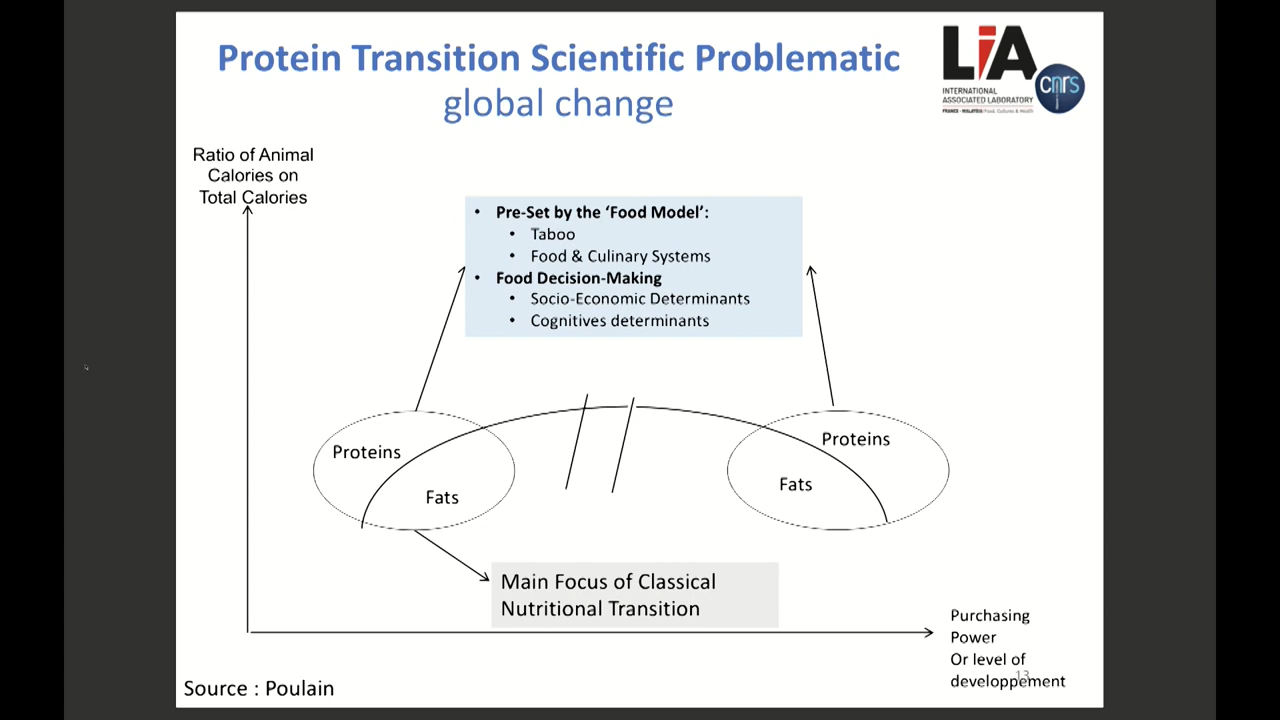 Protein Transition Scientific Problematic
global change
LIA
INTERNATIONAL
ASSOCIATED LABORATORY
FRANCE - MALAYSIA Food, Cultures & Health
cnrs
Ratio of Animal
Calories on
Total Calories
• Pre-Set by the ‘Food Model’:
• Taboo
• Food & Culinary Systems
• Food Decision-Making
• Socio-Economic Determinants
• Cognitives determinants
Proteins
Fats
Proteins
Fats
Main Focus of Classical
Nutritional Transition
Purchasing
Power
Or level of
developpement
13
Source : Poulain